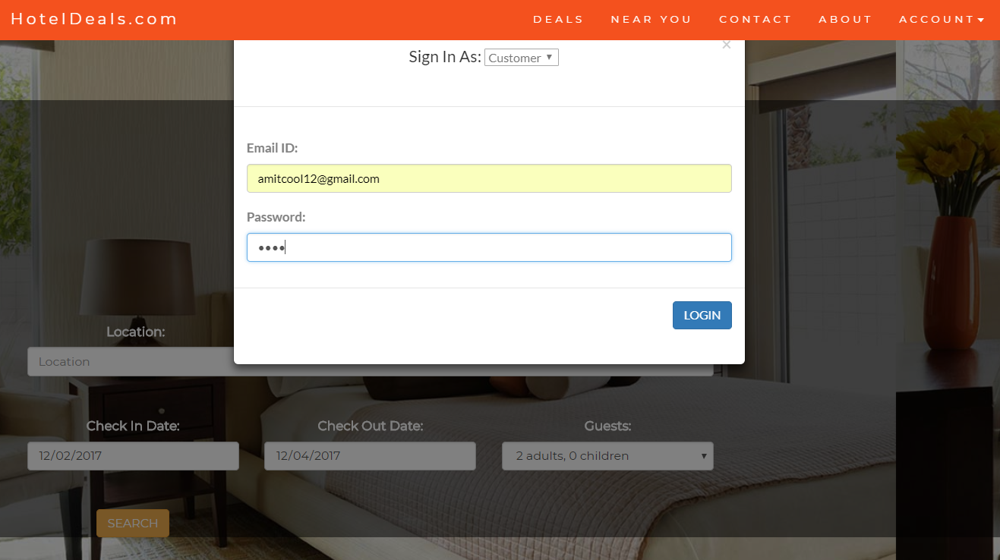 HotelDeals.com
DEALS NEAR YOU CONTACT ABOUT ACCOUNT
×
Sign In As: Customer
Email ID:
amitcool12@gmail.com
Password:
••••
LOGIN
Location:
Location
Check In Date: Check Out Date: Guests:
12/02/2017 12/04/2017 2 adults, 0 children
SEARCH